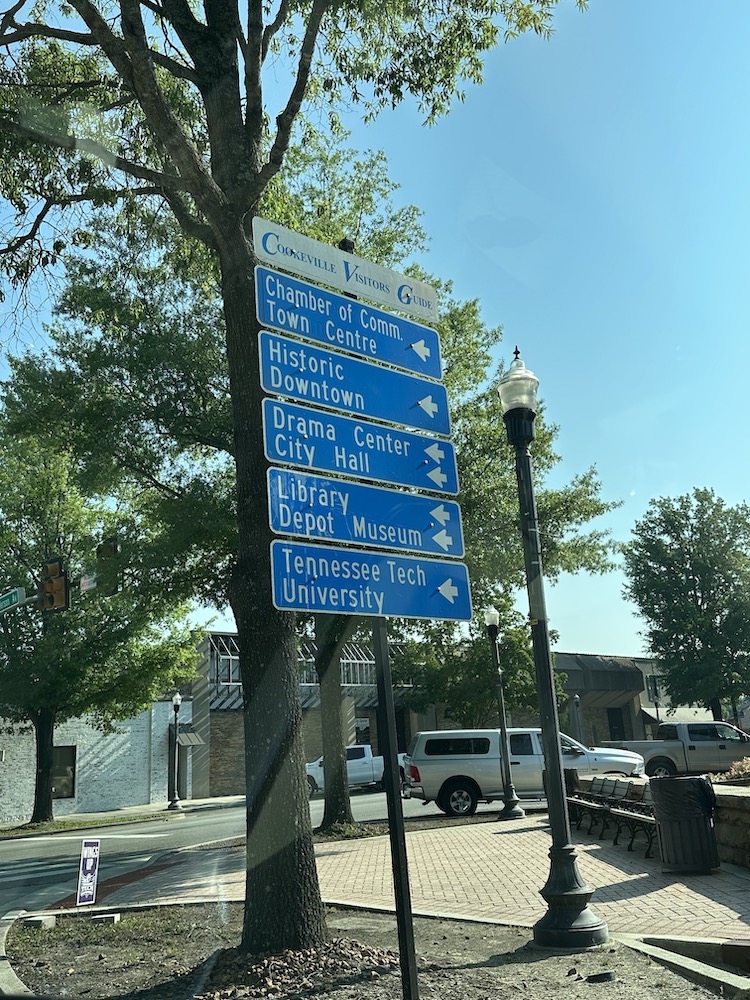 Cookeville Visitors Guide
Chamber of Comm.
Town Centre
Historic
Downtown
Drama Center
City Hall
Library
Depot Museum
Tennessee Tech
University